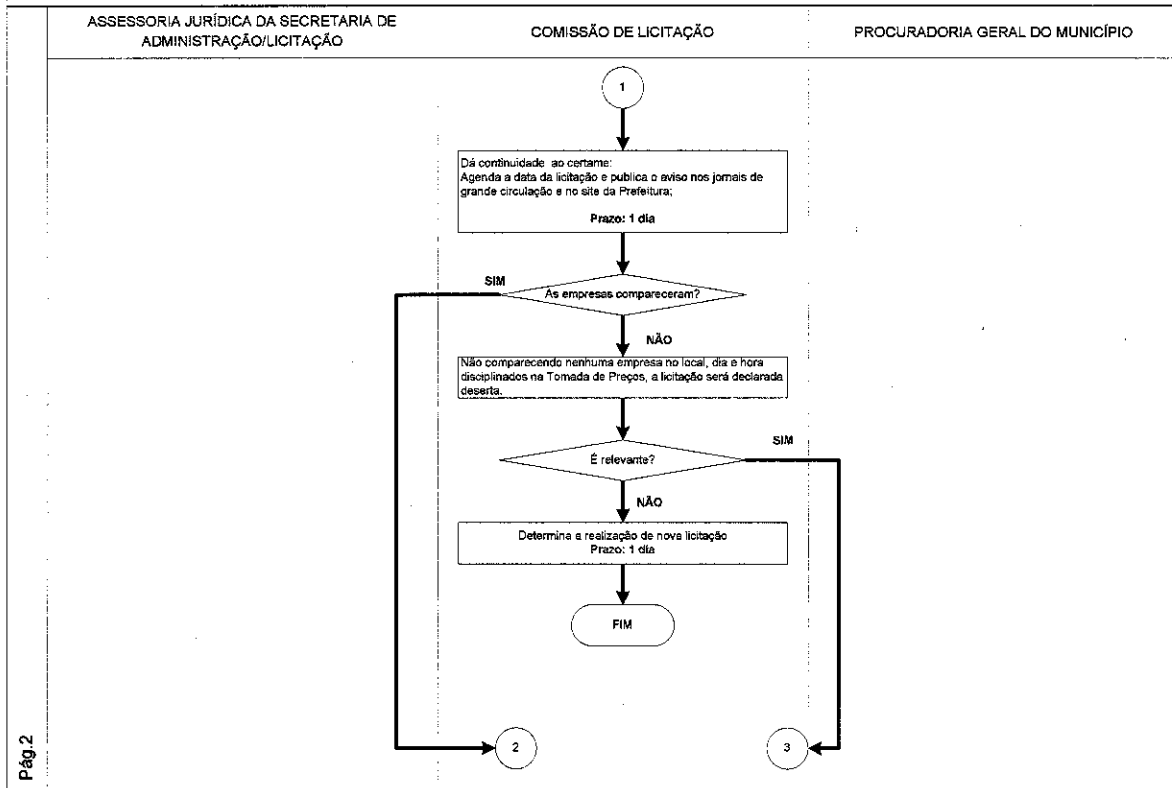 ASSESSORIA JURÍDICA DA SECRETARIA DE
ADMINISTRAÇÃO/LICITAÇÃO
COMISSÃO DE LICITAÇÃO
PROCURADORIA GERAL DO MUNICÍPIO
1
Dá continuidade ao certame:
Agenda a data da licitação e publica o aviso nos jornais de
grande circulação e no site da Prefeitura;
Prazo: 1 dia
SIM
As empresas compareceram?
NÃO
Não comparecendo nenhuma empresa no local, dia e hora
disciplinados na Tomada de Preços, a licitação será declarada
deserta.
SIM
É relevante?
NÃO
Determina a realização de nova licitação
Prazo: 1 dia
FIM
2
3
Pág.2